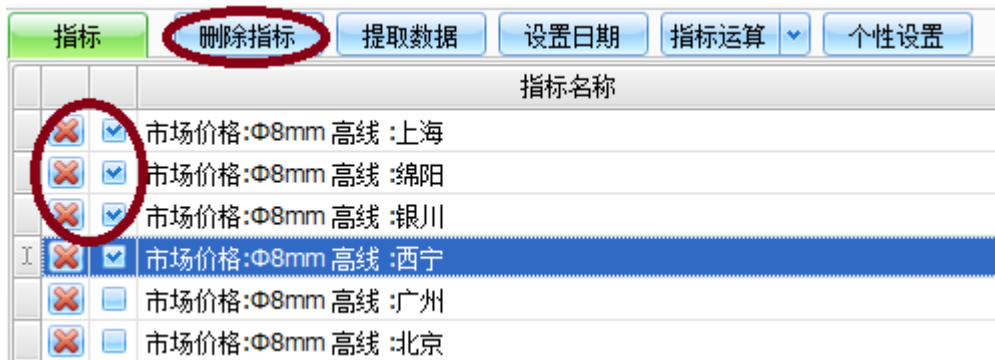 指标 删除指标 提取数据 设置日期 指标运算 个性设置
指标名称
市场价格:Φ8mm 高线 :上海
市场价格:Φ8mm 高线 :绵阳
市场价格:Φ8mm 高线 :银川
市场价格:Φ8mm 高线 :西宁
市场价格:Φ8mm 高线 :广州
市场价格:Φ8mm 高线 :北京